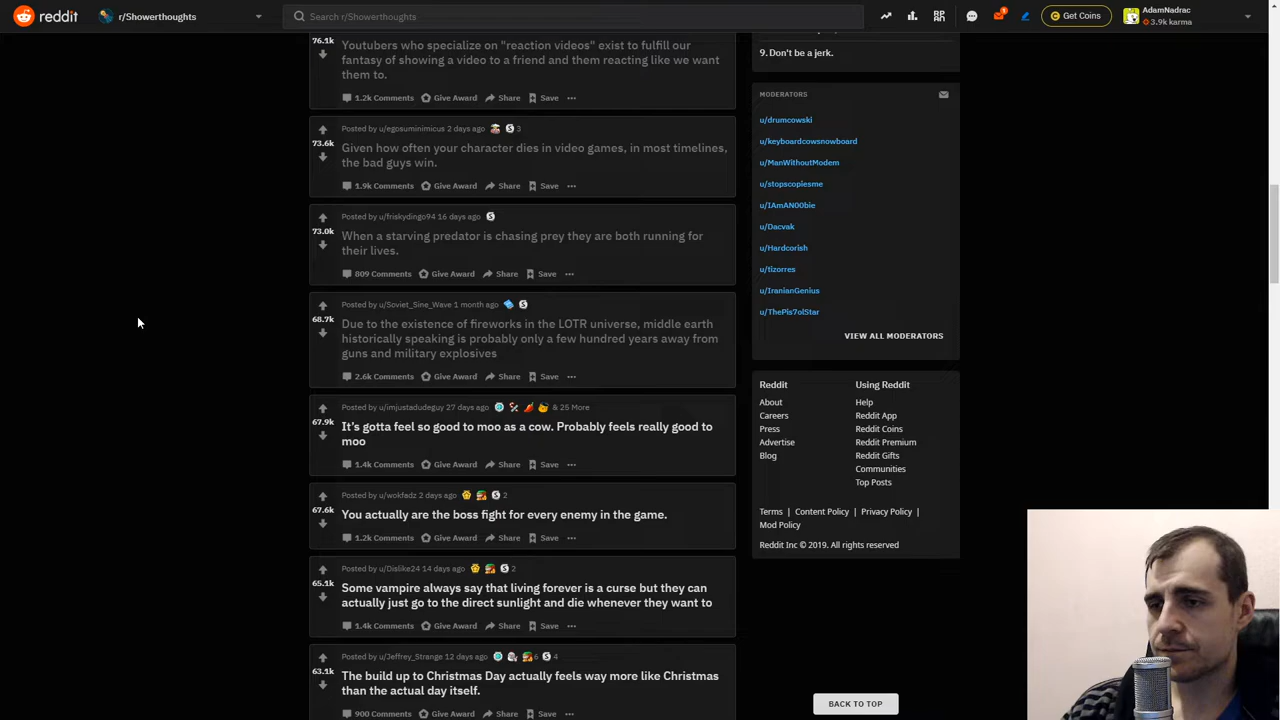 reddit r/Showerthoughts Search r/Showerthoughts 1 Get Coins AdamNadrac
3.9k karma
76.1k
Youtubers who specialize on "reaction videos" exist to fulfill our
fantasy of showing a video to a friend and them reacting like we want
them to.
1.2k Comments Give Award Share Save
Posted by u/egosuminimicus 2 days ago S 3
73.6k
Given how often your character dies in video games, in most timelines,
the bad guys win.
1.9k Comments Give Award Share Save
Posted by u/friskydingo94 16 days ago S
73.0k
When a starving predator is chasing prey they are both running for
their lives.
809 Comments Give Award Share Save
Posted by u/Soviet_Sine_Wave 1 month ago S
68.7k
Due to the existence of fireworks in the LOTR universe, middle earth
historically speaking is probably only a few hundred years away from
guns and military explosives
2.6k Comments Give Award Share Save
Posted by u/imjustadudeguy 27 days ago & 25 More
67.9k
It's gotta feel so good to moo as a cow. Probably feels really good to
moo
1.4k Comments Give Award Share Save
Posted by u/wokfadz 2 days ago S 2
67.6k
You actually are the boss fight for every enemy in the game.
1.2k Comments Give Award Share Save
Posted by u/Dislike24 14 days ago S 2
65.1k
Some vampire always say that living forever is a curse but they can
actually just go to the direct sunlight and die whenever they want to
1.4k Comments Give Award Share Save
Posted by u/Jeffrey_Strange 12 days ago 6 S 4
63.1k
The build up to Christmas Day actually feels way more like Christmas
than the actual day itself.
900 Comments Give Award Share Save
9. Don't be a jerk.
MODERATORS
u/drumcowski
u/keyboardcowsnowboard
u/ManWithoutModem
u/stopscopiesme
u/IAmAN00bie
u/Dacvak
u/Hardcorish
u/tizorres
u/IranianGenius
u/ThePis7olStar
VIEW ALL MODERATORS
Reddit Using Reddit
About Help
Careers Reddit App
Press Reddit Coins
Advertise Reddit Premium
Blog Reddit Gifts
Communities
Top Posts
Terms | Content Policy | Privacy Policy |
Mod Policy
Reddit Inc © 2019. All rights reserved
BACK TO TOP